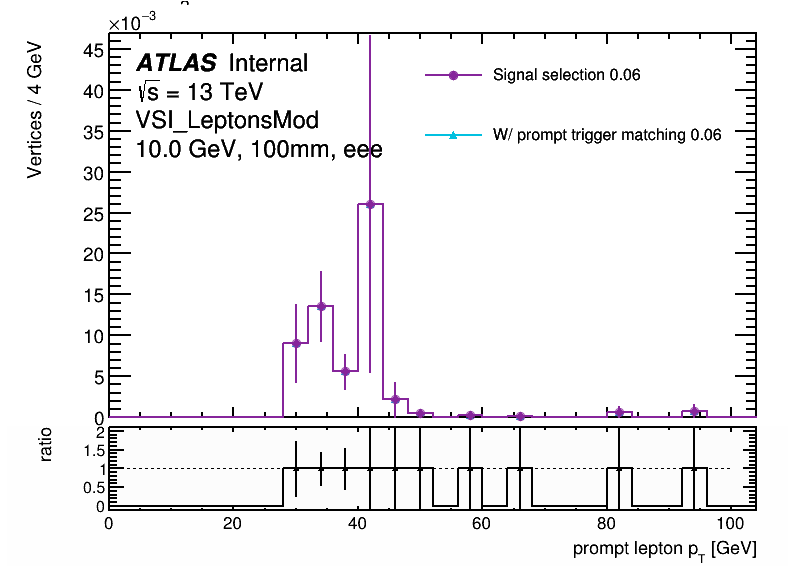 ×10⁻³
Vertices / 4 GeV
45
40
35
30
25
20
15
10
5
0
ATLAS Internal
√s = 13 TeV
VSI_LeptonsMod
10.0 GeV, 100mm, eee
Signal selection 0.06
W/ prompt trigger matching 0.06
ratio
2
1.5
1
0.5
0
0 20 40 60 80 100
prompt lepton p_T [GeV]